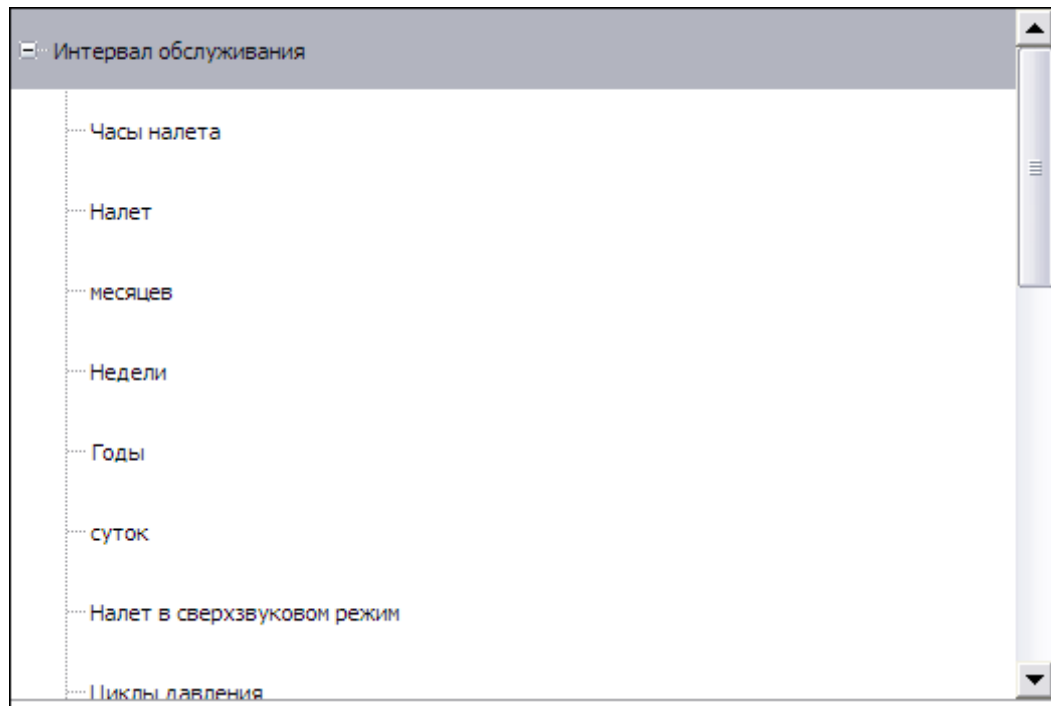 Интервал обслуживания
Часы налета
Налет
месяцев
Недели
Годы
суток
Налет в сверхзвуковом режим
Циклы давления